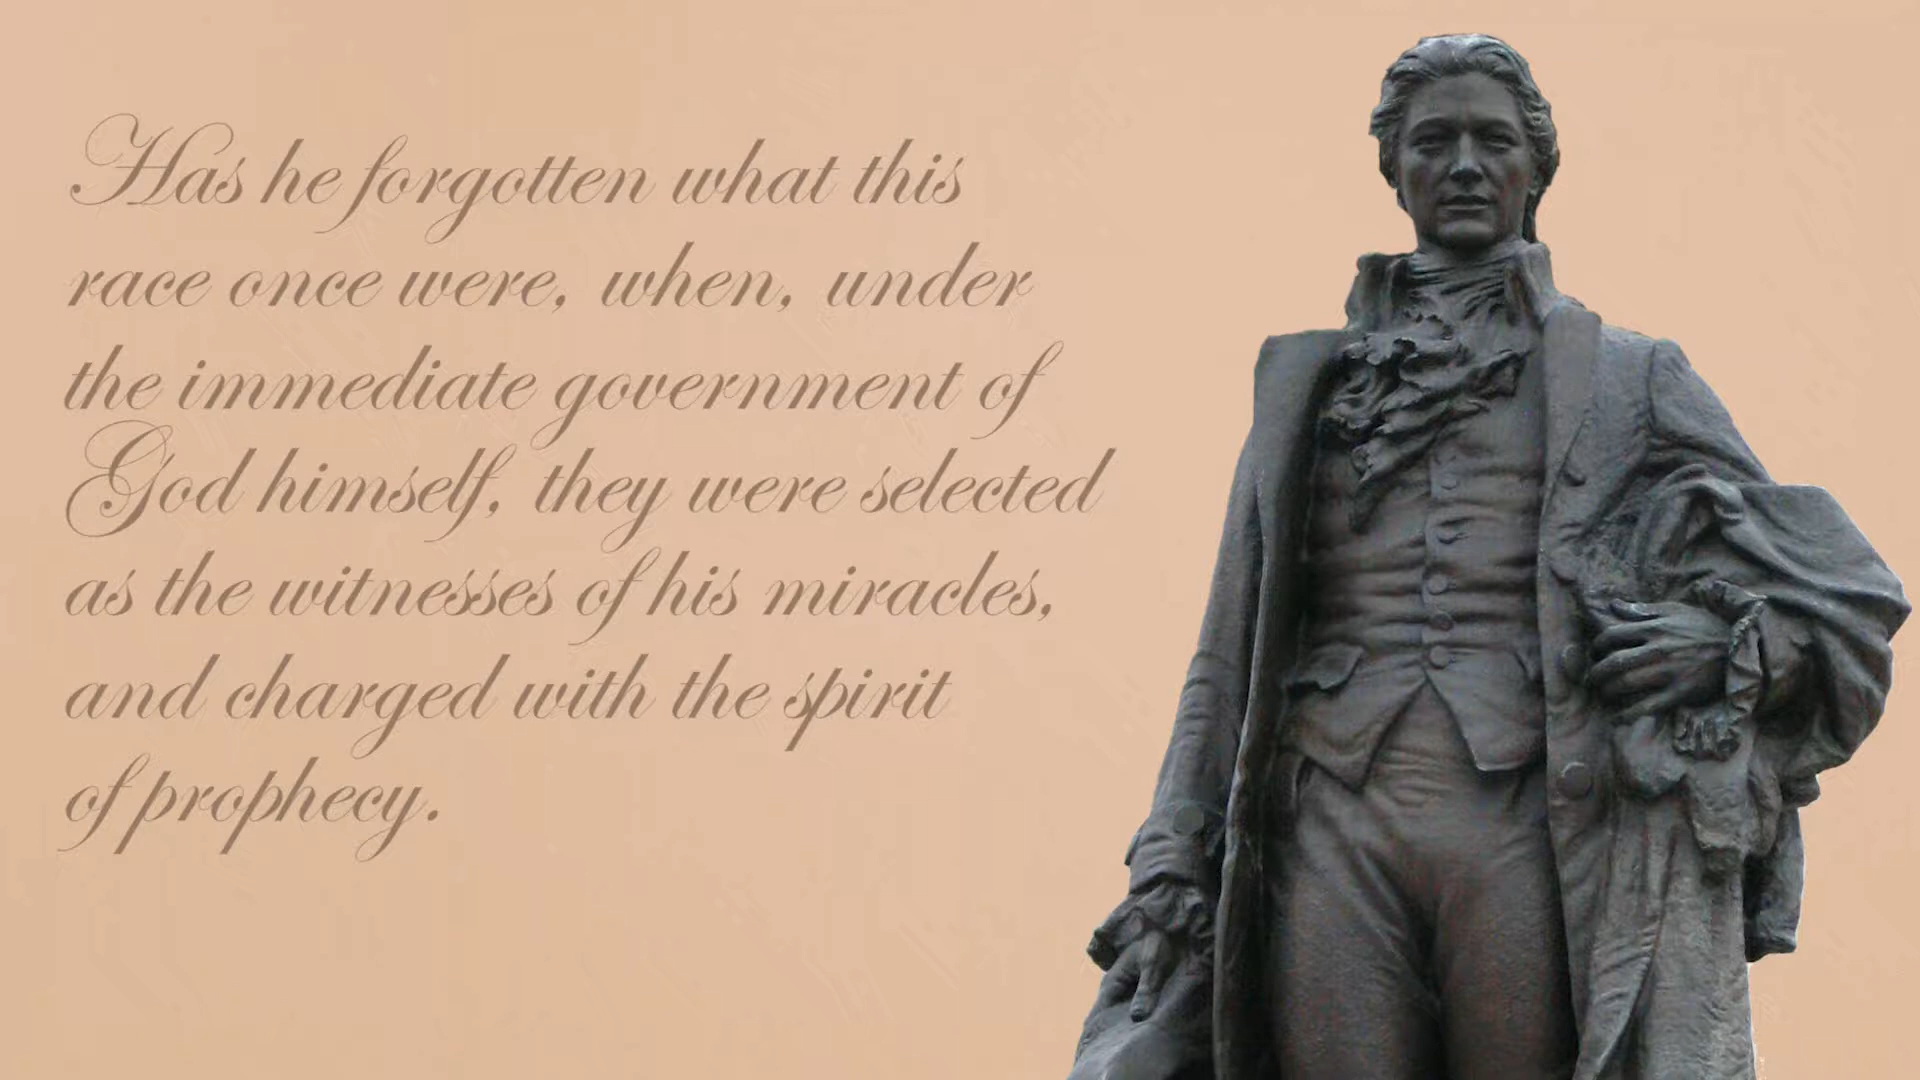 Has he forgotten what this
race once were, when, under
the immediate government of
God himself, they were selected
as the witnesses of his miracles,
and charged with the spirit
of prophecy.